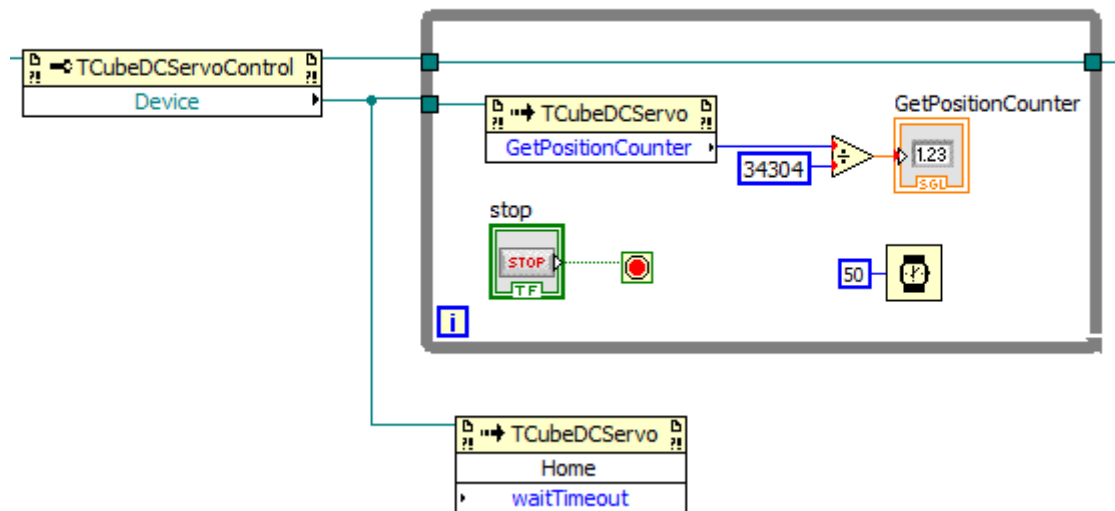 TCubeDCServoControl
Device
TCubeDCServo
GetPositionCounter
34304
÷
GetPositionCounter
1.23
SGL
stop
STOP
TF
50
i
TCubeDCServo
Home
waitTimeout